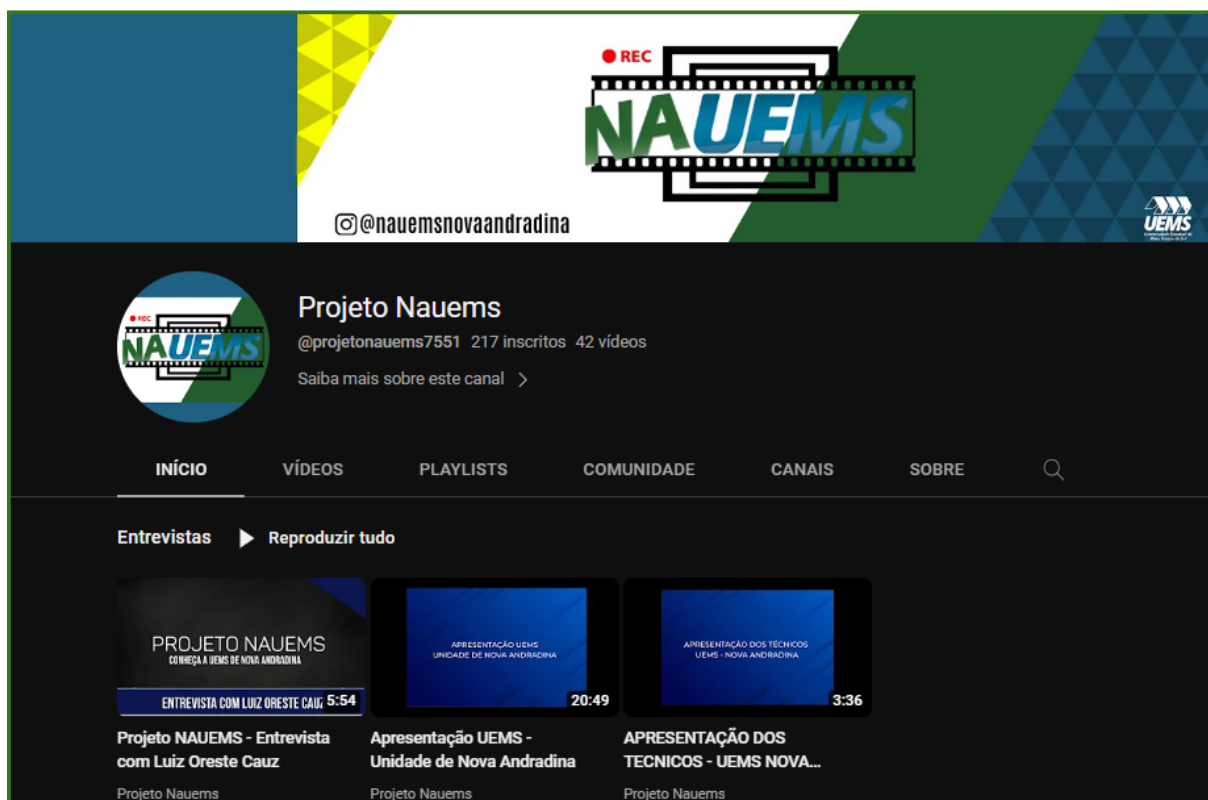 REC
NAUEMS
@nauemsnovaandradina
UEMS
REC
NAUEMS
Projeto Nauems
@projetonauems7551 217 inscritos 42 vídeos
Saiba mais sobre este canal
INÍCIO VÍDEOS PLAYLISTS COMUNIDADE CANAIS SOBRE
Entrevistas Reproduzir tudo
PROJETO NAUEMS
CONHEÇA A UEMS DE NOVA ANDRADINA
ENTREVISTA COM LUIZ ORESTE CAUZ 5:54
APRESENTAÇÃO UEMS
UNIDADE DE NOVA ANDRADINA
20:49
APRESENTAÇÃO DOS TÉCNICOS
UEMS - NOVA ANDRADINA
3:36
Projeto NAUEMS - Entrevista
com Luiz Oreste Cauz
Projeto Nauems
Apresentação UEMS -
Unidade de Nova Andradina
Projeto Nauems
APRESENTAÇÃO DOS
TECNICOS - UEMS NOVA...
Projeto Nauems